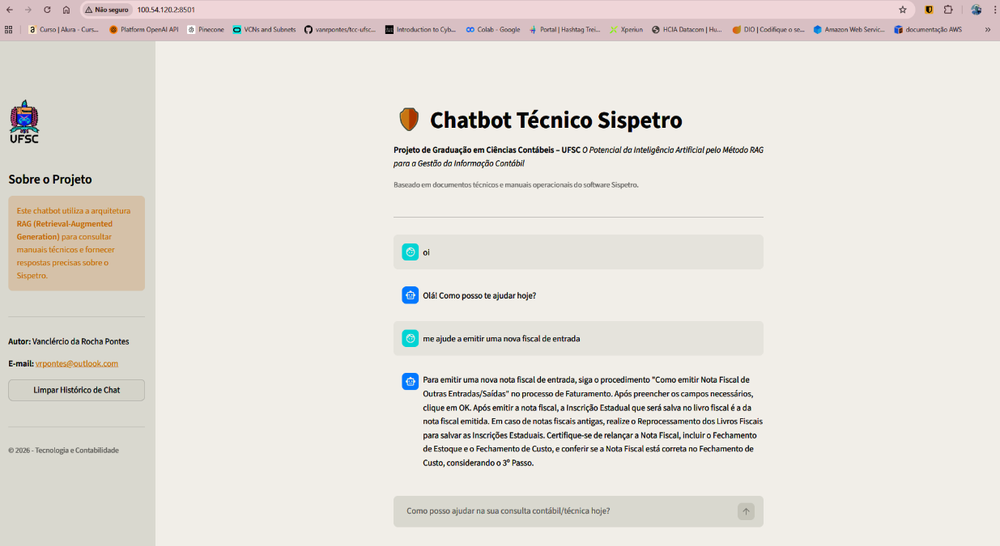 Não seguro
100.54.120.2:8501
Curso | Alura - Curs...
Platform OpenAI API
Pinecone
VCNs and Subnets
vanrpontes/tcc-ufsc...
Introduction to Cyb...
Colab - Google
Portal | Hashtag Trei...
Xperiun
HCIA Datacom | Hu...
DIO | Codifique o se...
Amazon Web Servic...
documentação AWS
UFSC
Sobre o Projeto
Este chatbot utiliza a arquitetura
RAG (Retrieval-Augmented
Generation) para consultar
manuais técnicos e fornecer
respostas precisas sobre o
Sispetro.
Autor: Vanclércio da Rocha Pontes
E-mail: vrpontes@outlook.com
Limpar Histórico de Chat
© 2026 - Tecnologia e Contabilidade
Chatbot Técnico Sispetro
Projeto de Graduação em Ciências Contábeis – UFSC O Potencial da Inteligência Artificial pelo Método RAG
para a Gestão da Informação Contábil
Baseado em documentos técnicos e manuais operacionais do software Sispetro.
oi
Olá! Como posso te ajudar hoje?
me ajude a emitir uma nova fiscal de entrada
Para emitir uma nova nota fiscal de entrada, siga o procedimento "Como emitir Nota Fiscal de
Outras Entradas/Saídas" no processo de Faturamento. Após preencher os campos necessários,
clique em OK. Após emitir a nota fiscal, a Inscrição Estadual que será salva no livro fiscal é a da
nota fiscal emitida. Em caso de notas fiscais antigas, realize o Reprocessamento dos Livros Fiscais
para salvar as Inscrições Estaduais. Certifique-se de relançar a Nota Fiscal, incluir o Fechamento
de Estoque e o Fechamento de Custo, e conferir se a Nota Fiscal está correta no Fechamento de
Custo, considerando o 3º Passo.
Como posso ajudar na sua consulta contábil/técnica hoje?